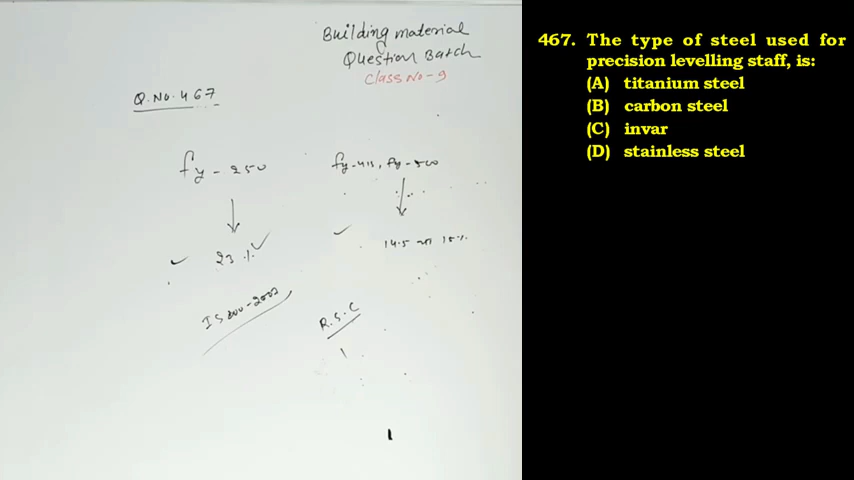 Building material
Question Batch
Class No-9
Q.No.467
fy-250
fy-415, fy-500
23%
14.5 or 15%
IS 800-2007
R.S.C
467. The type of steel used for
precision levelling staff, is:
(A) titanium steel
(B) carbon steel
(C) invar
(D) stainless steel